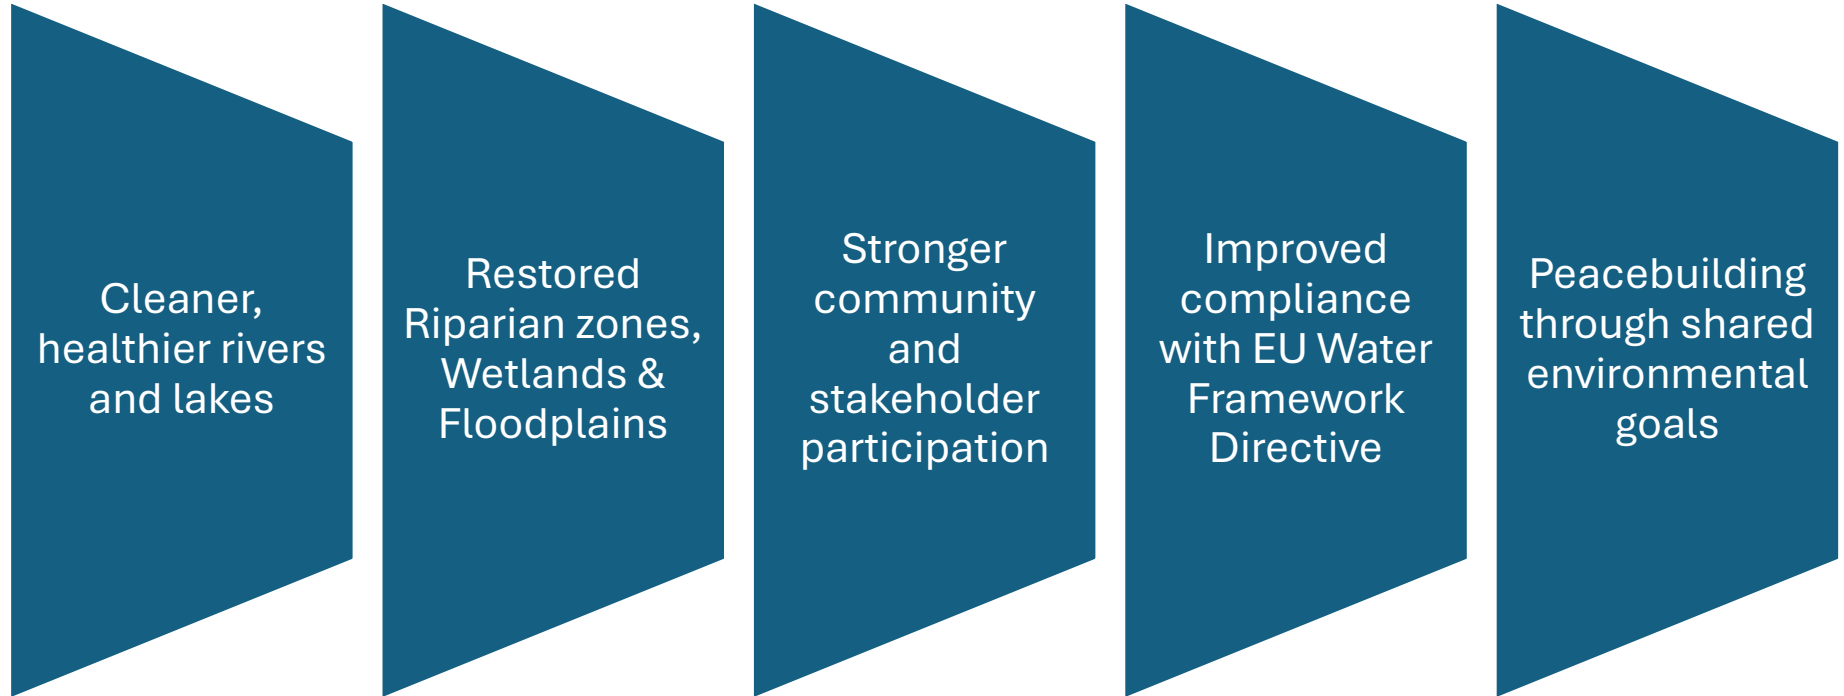 Cleaner,
healthier rivers
and lakes
Restored
Riparian zones,
Wetlands &
Floodplains
Stronger
community
and
stakeholder
participation
Improved
compliance
with EU Water
Framework
Directive
Peacebuilding
through shared
environmental
goals